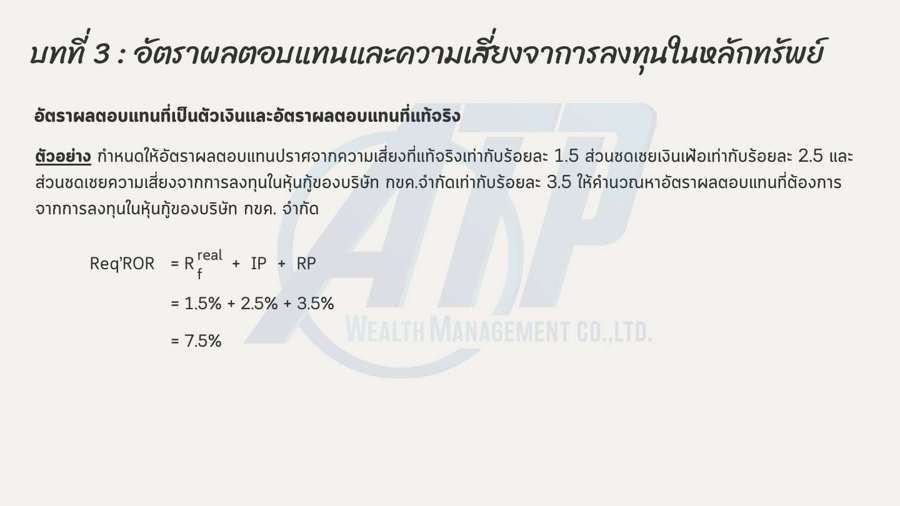 บทที่ 3 : อัตราผลตอบแทนและความเสี่ยงจาการลงทุนในหลักทรัพย์
อัตราผลตอบแทนที่เป็นตัวเงินและอัตราผลตอบแทนที่แท้จริง
ตัวอย่าง กำหนดให้อัตราผลตอบแทนปราศจากความเสี่ยงที่แท้จริงเท่ากับร้อยละ 1.5 ส่วนชดเชยเงินเฟ้อเท่ากับร้อยละ 2.5 และ
ส่วนชดเชยความเสี่ยงจากการลงทุนในหุ้นกู้ของบริษัท กขค.จำกัดเท่ากับร้อยละ 3.5 ให้คำนวณหาอัตราผลตอบแทนที่ต้องการ
จากการลงทุนในหุ้นกู้ของบริษัท กขค. จำกัด
Req'ROR = R real f + IP + RP
= 1.5% + 2.5% + 3.5%
= 7.5%
ATP
WEALTH MANAGEMENT CO.,LTD.